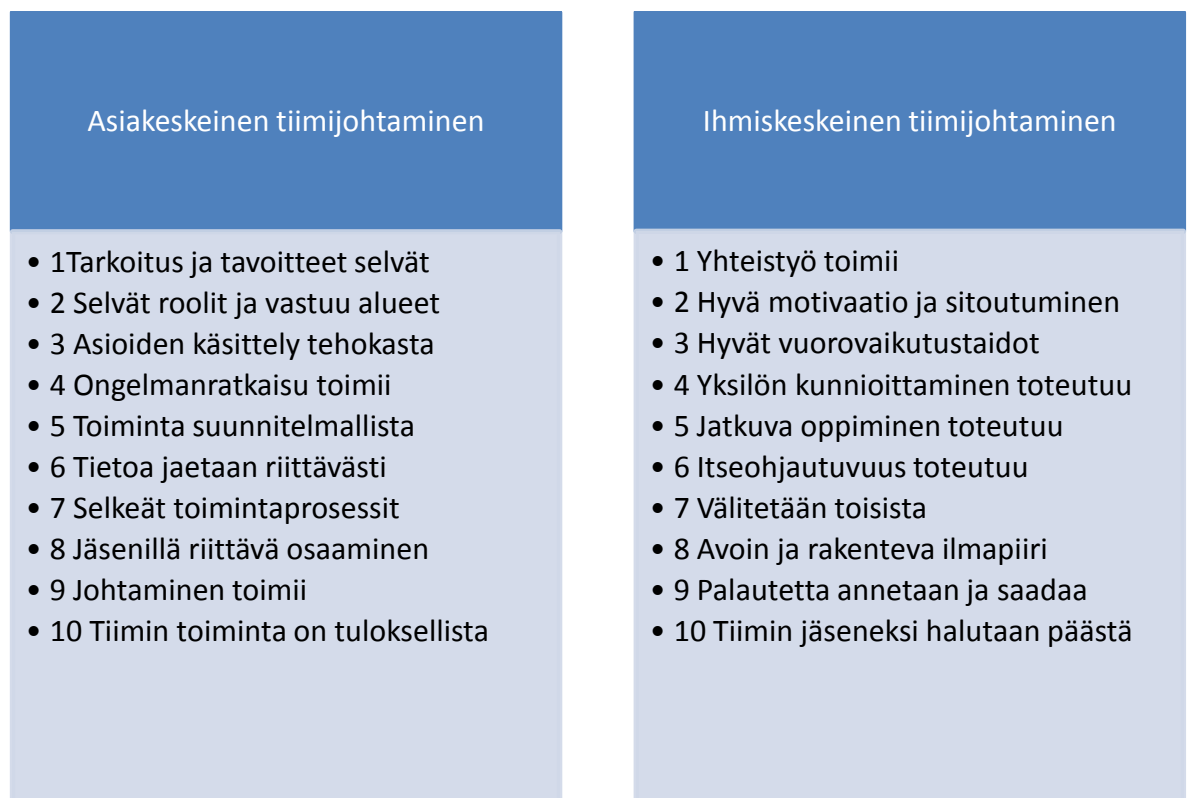 Asiakeskeinen tiimijohtaminen
• 1Tarkoitus ja tavoitteet selvät
• 2 Selvät roolit ja vastuu alueet
• 3 Asioiden käsittely tehokasta
• 4 Ongelmanratkaisu toimii
• 5 Toiminta suunnitelmallista
• 6 Tietoa jaetaan riittävästi
• 7 Selkeät toimintaprosessit
• 8 Jäsenillä riittävä osaaminen
• 9 Johtaminen toimii
• 10 Tiimin toiminta on tuloksellista
Ihmiskeskeinen tiimijohtaminen
• 1 Yhteistyö toimii
• 2 Hyvä motivaatio ja sitoutuminen
• 3 Hyvät vuorovaikutustaidot
• 4 Yksilön kunnioittaminen toteutuu
• 5 Jatkuva oppiminen toteutuu
• 6 Itseohjautuvuus toteutuu
• 7 Välitetään toisista
• 8 Avoin ja rakenteva ilmapiiri
• 9 Palautetta annetaan ja saadaa
• 10 Tiimin jäseneksi halutaan päästä